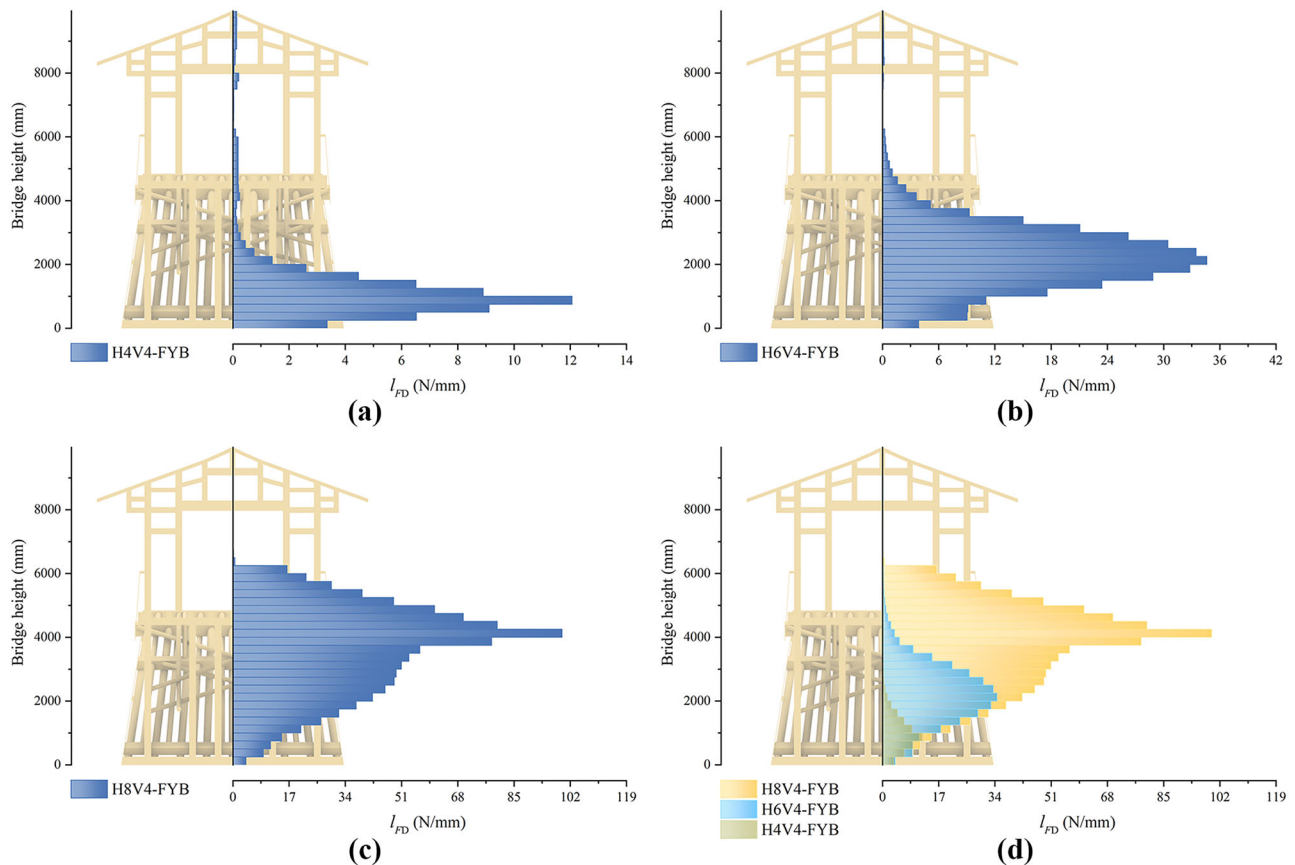 Bridge height (mm)
8000
6000
4000
2000
0
H4V4-FYB
0 2 4 6 8 10 12 14
l_FD (N/mm)
(a)
Bridge height (mm)
8000
6000
4000
2000
0
H6V4-FYB
0 6 12 18 24 30 36 42
l_FD (N/mm)
(b)
Bridge height (mm)
8000
6000
4000
2000
0
H8V4-FYB
0 17 34 51 68 85 102 119
l_FD (N/mm)
(c)
Bridge height (mm)
8000
6000
4000
2000
0
H8V4-FYB
H6V4-FYB
H4V4-FYB
0 17 34 51 68 85 102 119
l_FD (N/mm)
(d)